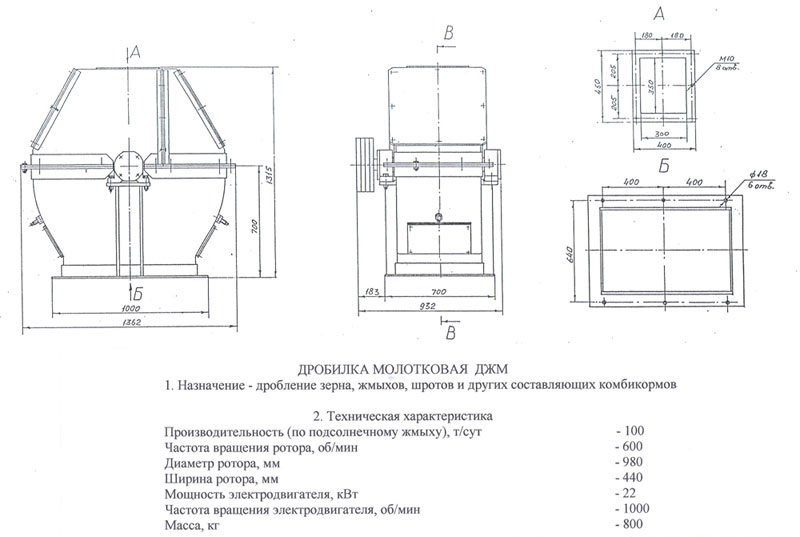 А
1315
700
Б
1000
1362
В
183
700
932
В
А
180
180
М10
8 отв.
450
205
205
350
300
400
Б
400
400
ф18
6 отв.
640
ДРОБИЛКА МОЛОТКОВАЯ ДЖМ
1. Назначение - дробление зерна, жмыхов, шротов и других составляющих комбикормов
2. Техническая характеристика
Производительность (по подсолнечному жмыху), т/сут - 100
Частота вращения ротора, об/мин - 600
Диаметр ротора, мм - 980
Ширина ротора, мм - 440
Мощность электродвигателя, кВт - 22
Частота вращения электродвигателя, об/мин - 1000
Масса, кг - 800